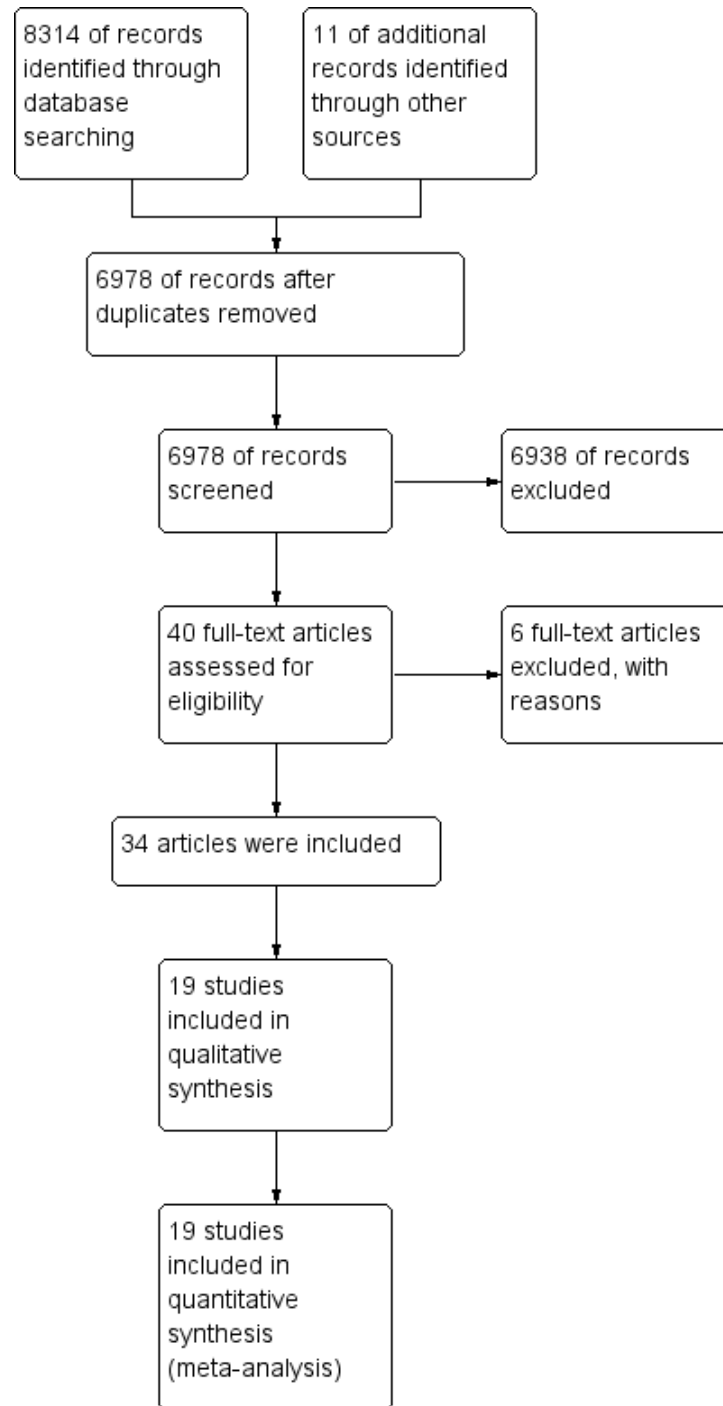 8314 of records
identified through
database
searching
11 of additional
records identified
through other
sources
6978 of records after
duplicates removed
6978 of records
screened
6938 of records
excluded
40 full-text articles
assessed for
eligibility
6 full-text articles
excluded, with
reasons
34 articles were included
19 studies
included in
qualitative
synthesis
19 studies
included in
quantitative
synthesis
(meta-analysis)